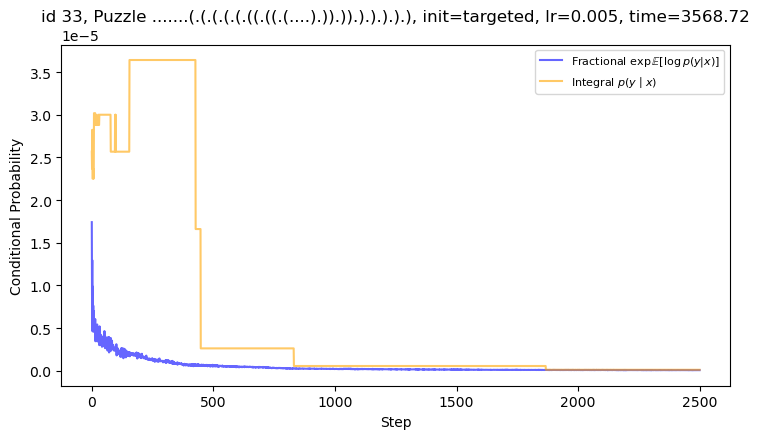 id 33, Puzzle .......(.(.(.(.(.((.((.(....).)).)).).).).).).), init=targeted, lr=0.005, time=3568.72
1e−5
3.5
3.0
2.5
2.0
1.5
1.0
0.5
0.0
Conditional Probability
Fractional exp𝔼[log p(y|x)]
Integral p(y | x)
0
500
1000
1500
2000
2500
Step